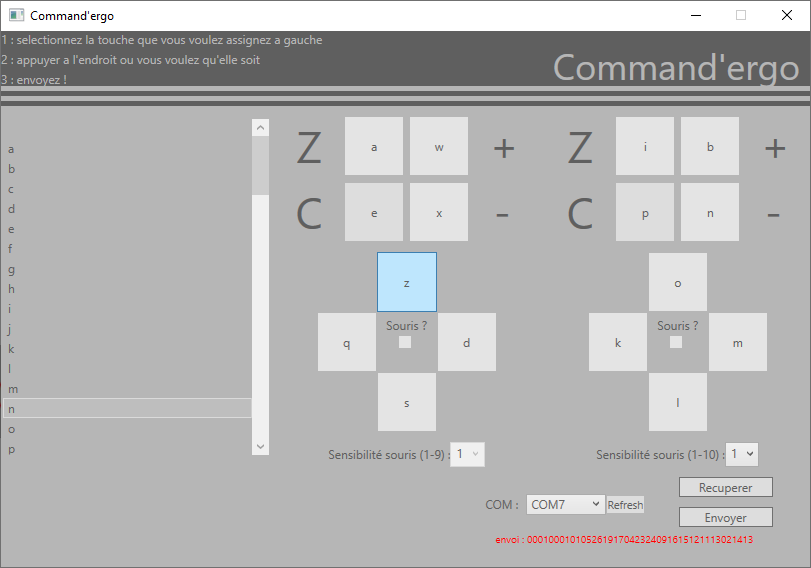 Command'ergo
1 : selectionnez la touche que vous voulez assignez a gauche
2 : appuyer a l'endroit ou vous voulez qu'elle soit
3 : envoyez !
Command'ergo
a
b
c
d
e
f
g
h
i
j
k
l
m
n
o
p
Z a w +
C e x -
z
Souris ?
q d
s
Sensibilité souris (1-9) : 1
Z i b +
C p n -
o
Souris ?
k m
l
Sensibilité souris (1-10) : 1
COM : COM7 Refresh
Recuperer
Envoyer
envoi : 000100010105261917042324091615121113021413